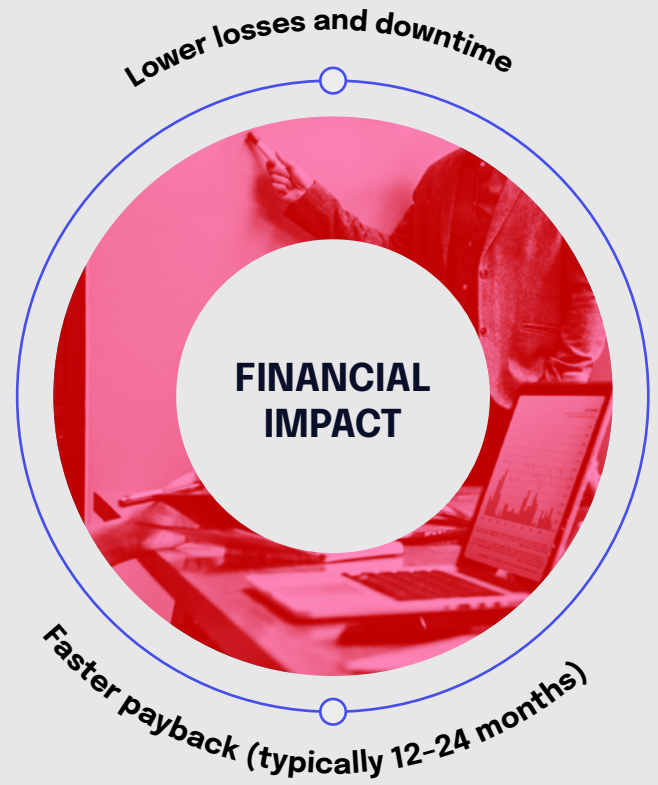 Lower losses and downtime
FINANCIAL
IMPACT
Faster payback (typically 12–24 months)